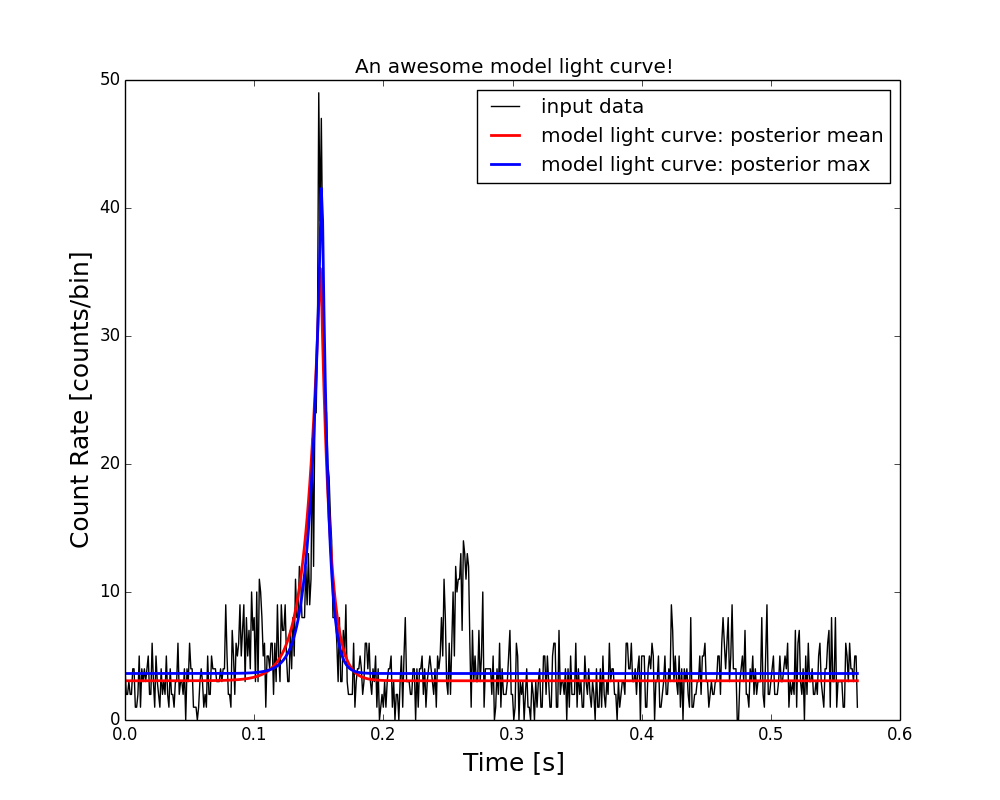 An awesome model light curve!
input data
model light curve: posterior mean
model light curve: posterior max
Count Rate [counts/bin]
50
40
30
20
10
0
0.0 0.1 0.2 0.3 0.4 0.5 0.6
Time [s]